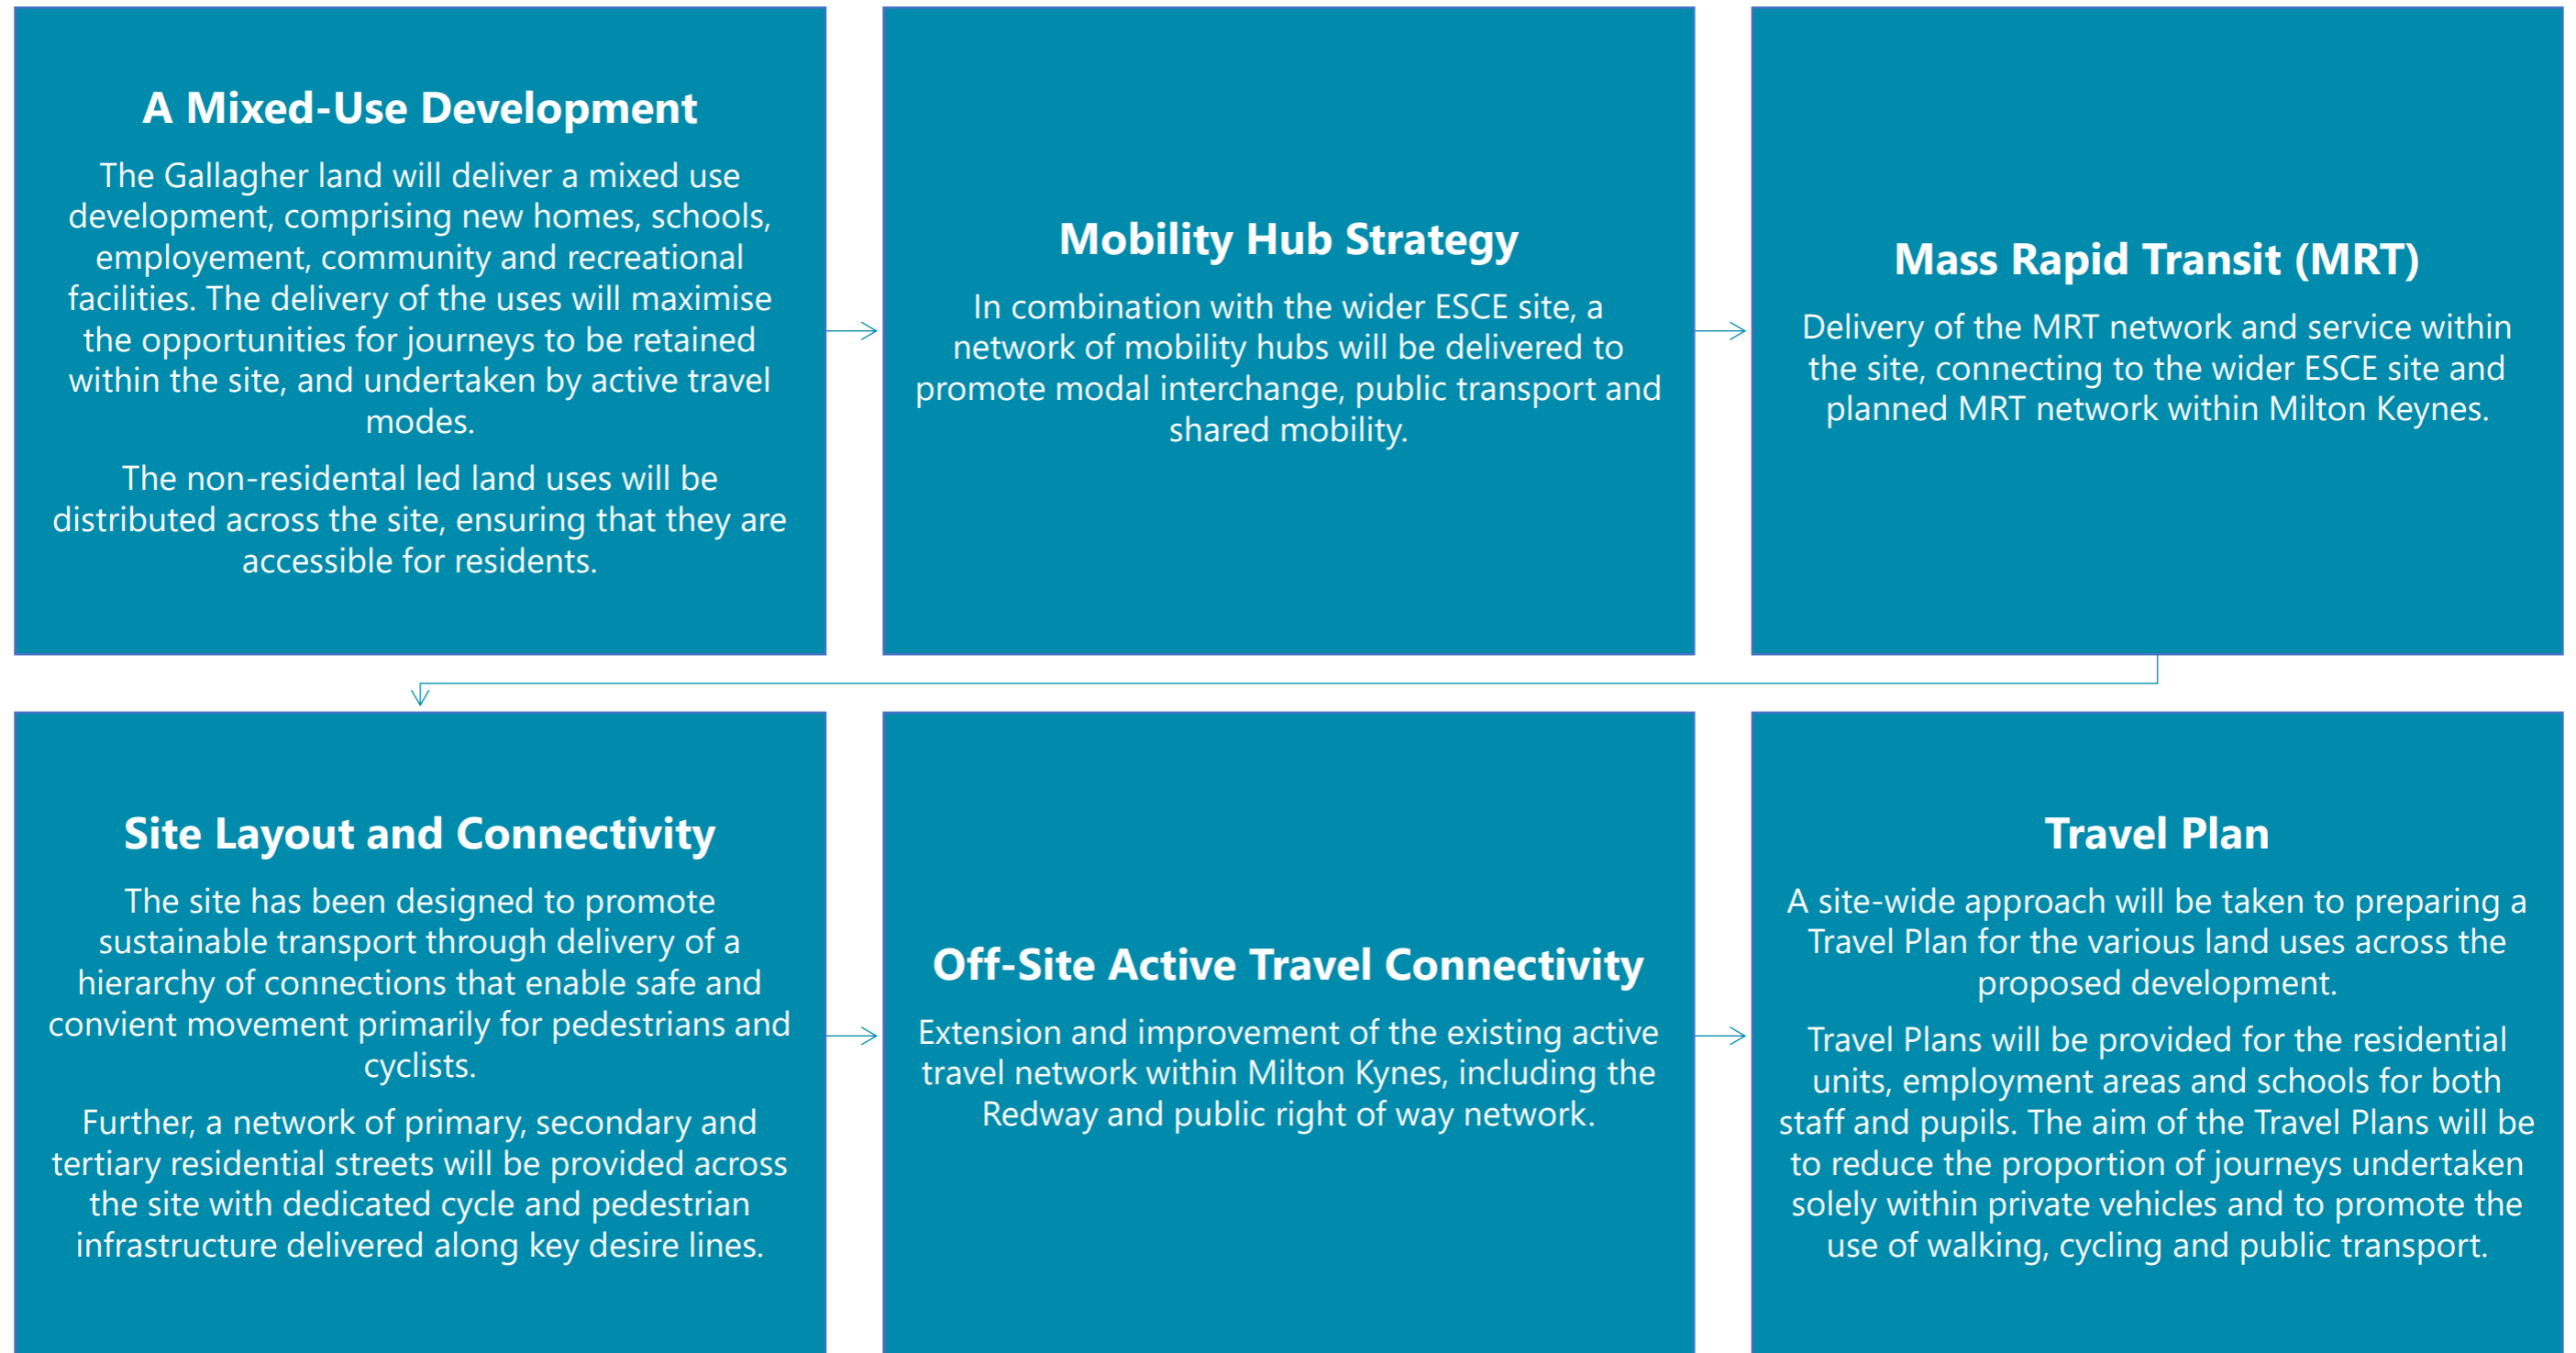 A Mixed-Use Development
The Gallagher land will deliver a mixed use
development, comprising new homes, schools,
employement, community and recreational
facilities. The delivery of the uses will maximise
the opportunities for journeys to be retained
within the site, and undertaken by active travel
modes.
The non-residental led land uses will be
distributed across the site, ensuring that they are
accessible for residents.
Mobility Hub Strategy
In combination with the wider ESCE site, a
network of mobility hubs will be delivered to
promote modal interchange, public transport and
shared mobility.
Mass Rapid Transit (MRT)
Delivery of the MRT network and service within
the site, connecting to the wider ESCE site and
planned MRT network within Milton Keynes.
Site Layout and Connectivity
The site has been designed to promote
sustainable transport through delivery of a
hierarchy of connections that enable safe and
convient movement primarily for pedestrians and
cyclists.
Further, a network of primary, secondary and
tertiary residential streets will be provided across
the site with dedicated cycle and pedestrian
infrastructure delivered along key desire lines.
Off-Site Active Travel Connectivity
Extension and improvement of the existing active
travel network within Milton Kynes, including the
Redway and public right of way network.
Travel Plan
A site-wide approach will be taken to preparing a
Travel Plan for the various land uses across the
proposed development.
Travel Plans will be provided for the residential
units, employment areas and schools for both
staff and pupils. The aim of the Travel Plans will be
to reduce the proportion of journeys undertaken
solely within private vehicles and to promote the
use of walking, cycling and public transport.